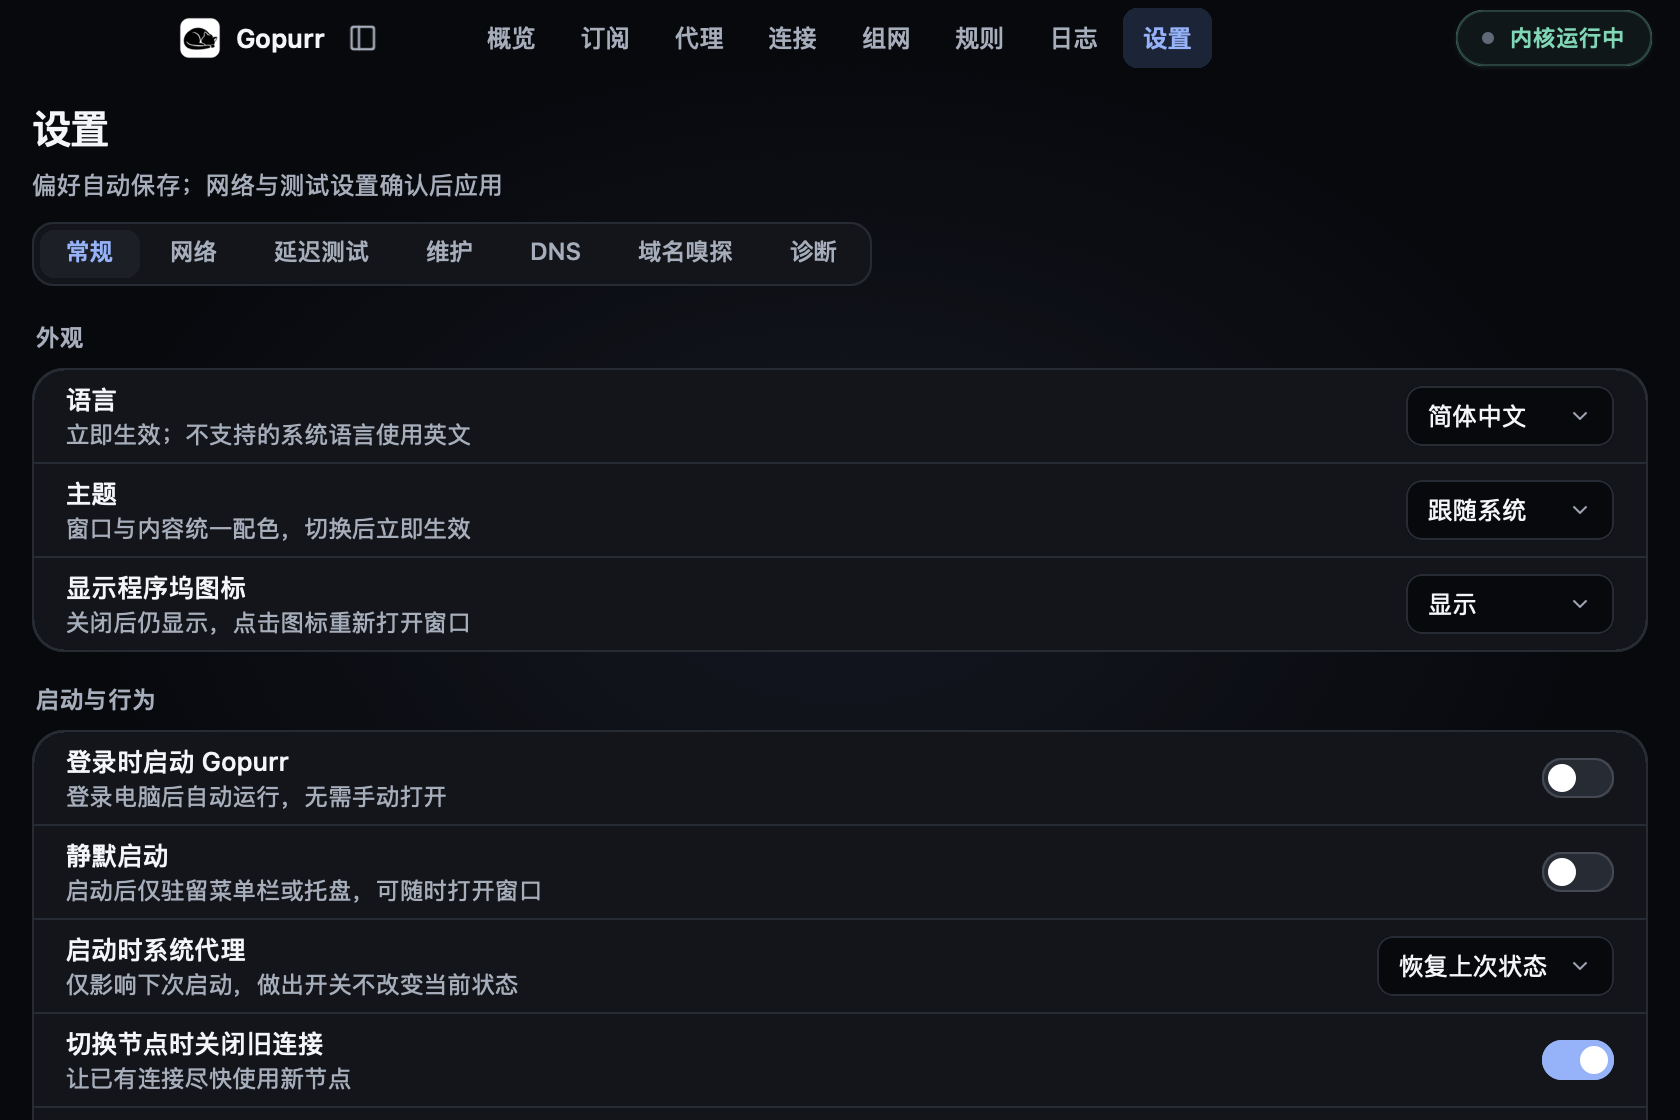 Gopurr
概览 订阅 代理 连接 组网 规则 日志 设置
内核运行中
设置
偏好自动保存；网络与测试设置确认后应用
常规 网络 延迟测试 维护 DNS 域名嗅探 诊断
外观
语言
立即生效；不支持的系统语言使用英文
简体中文
主题
窗口与内容统一配色，切换后立即生效
跟随系统
显示程序坞图标
关闭后仍显示，点击图标重新打开窗口
显示
启动与行为
登录时启动 Gopurr
登录电脑后自动运行，无需手动打开
静默启动
启动后仅驻留菜单栏或托盘，可随时打开窗口
启动时系统代理
仅影响下次启动，做出开关不改变当前状态
恢复上次状态
切换节点时关闭旧连接
让已有连接尽快使用新节点